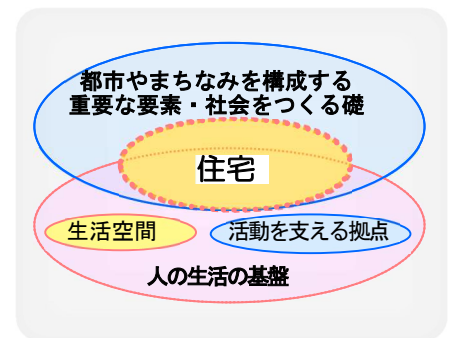 都市やまちなみを構成する
重要な要素・社会をつくる礎
住宅
生活空間
活動を支える拠点
人の生活の基盤